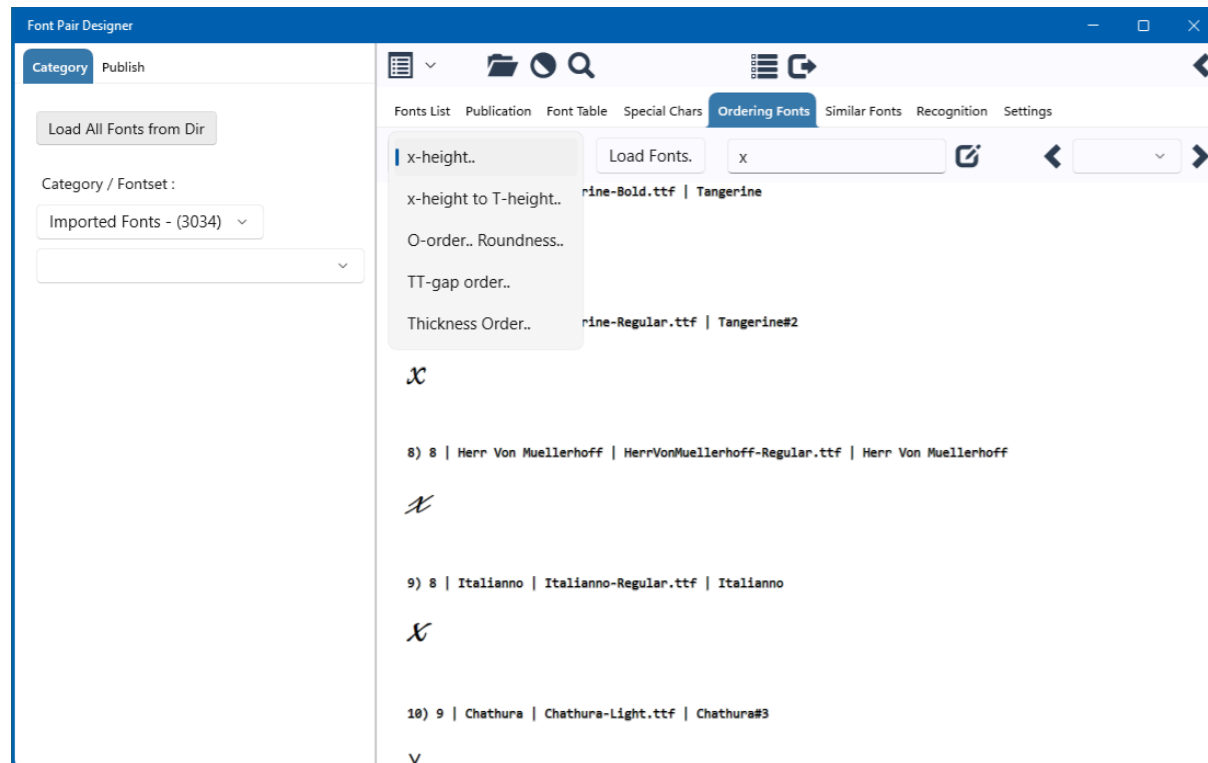 Font Pair Designer
Category Publish
Load All Fonts from Dir
Category / Fontset :
Imported Fonts - (3034)
Fonts List Publication Font Table Special Chars Ordering Fonts Similar Fonts Recognition Settings
x-height.. Load Fonts. x
x-height to T-height..
O-order.. Roundness..
TT-gap order..
Thickness Order..
rine-Bold.ttf | Tangerine
rine-Regular.ttf | Tangerine#2
x
8) 8 | Herr Von Muellerhoff | HerrVonMuellerhoff-Regular.ttf | Herr Von Muellerhoff
x
9) 8 | Italianno | Italianno-Regular.ttf | Italianno
x
10) 9 | Chathura | Chathura-Light.ttf | Chathura#3